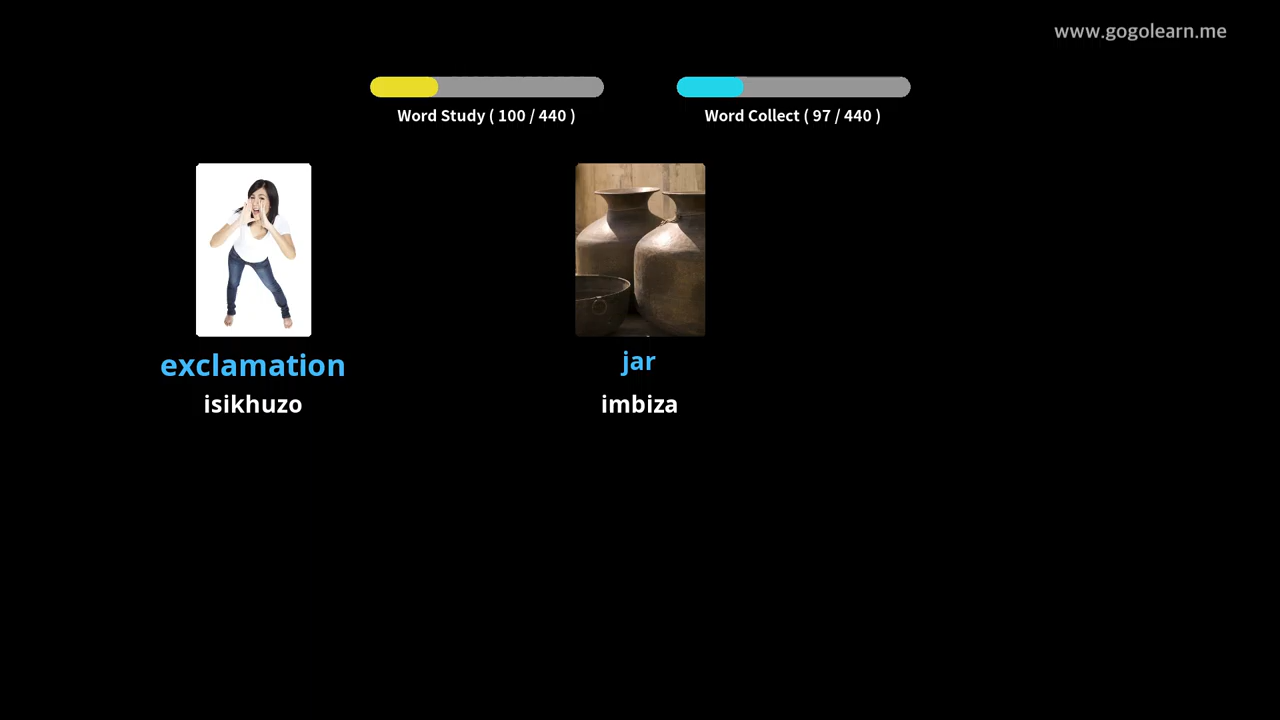 www.gogolearn.me
Word Study ( 100 / 440 )
Word Collect ( 97 / 440 )
exclamation
isikhuzo
jar
imbiza